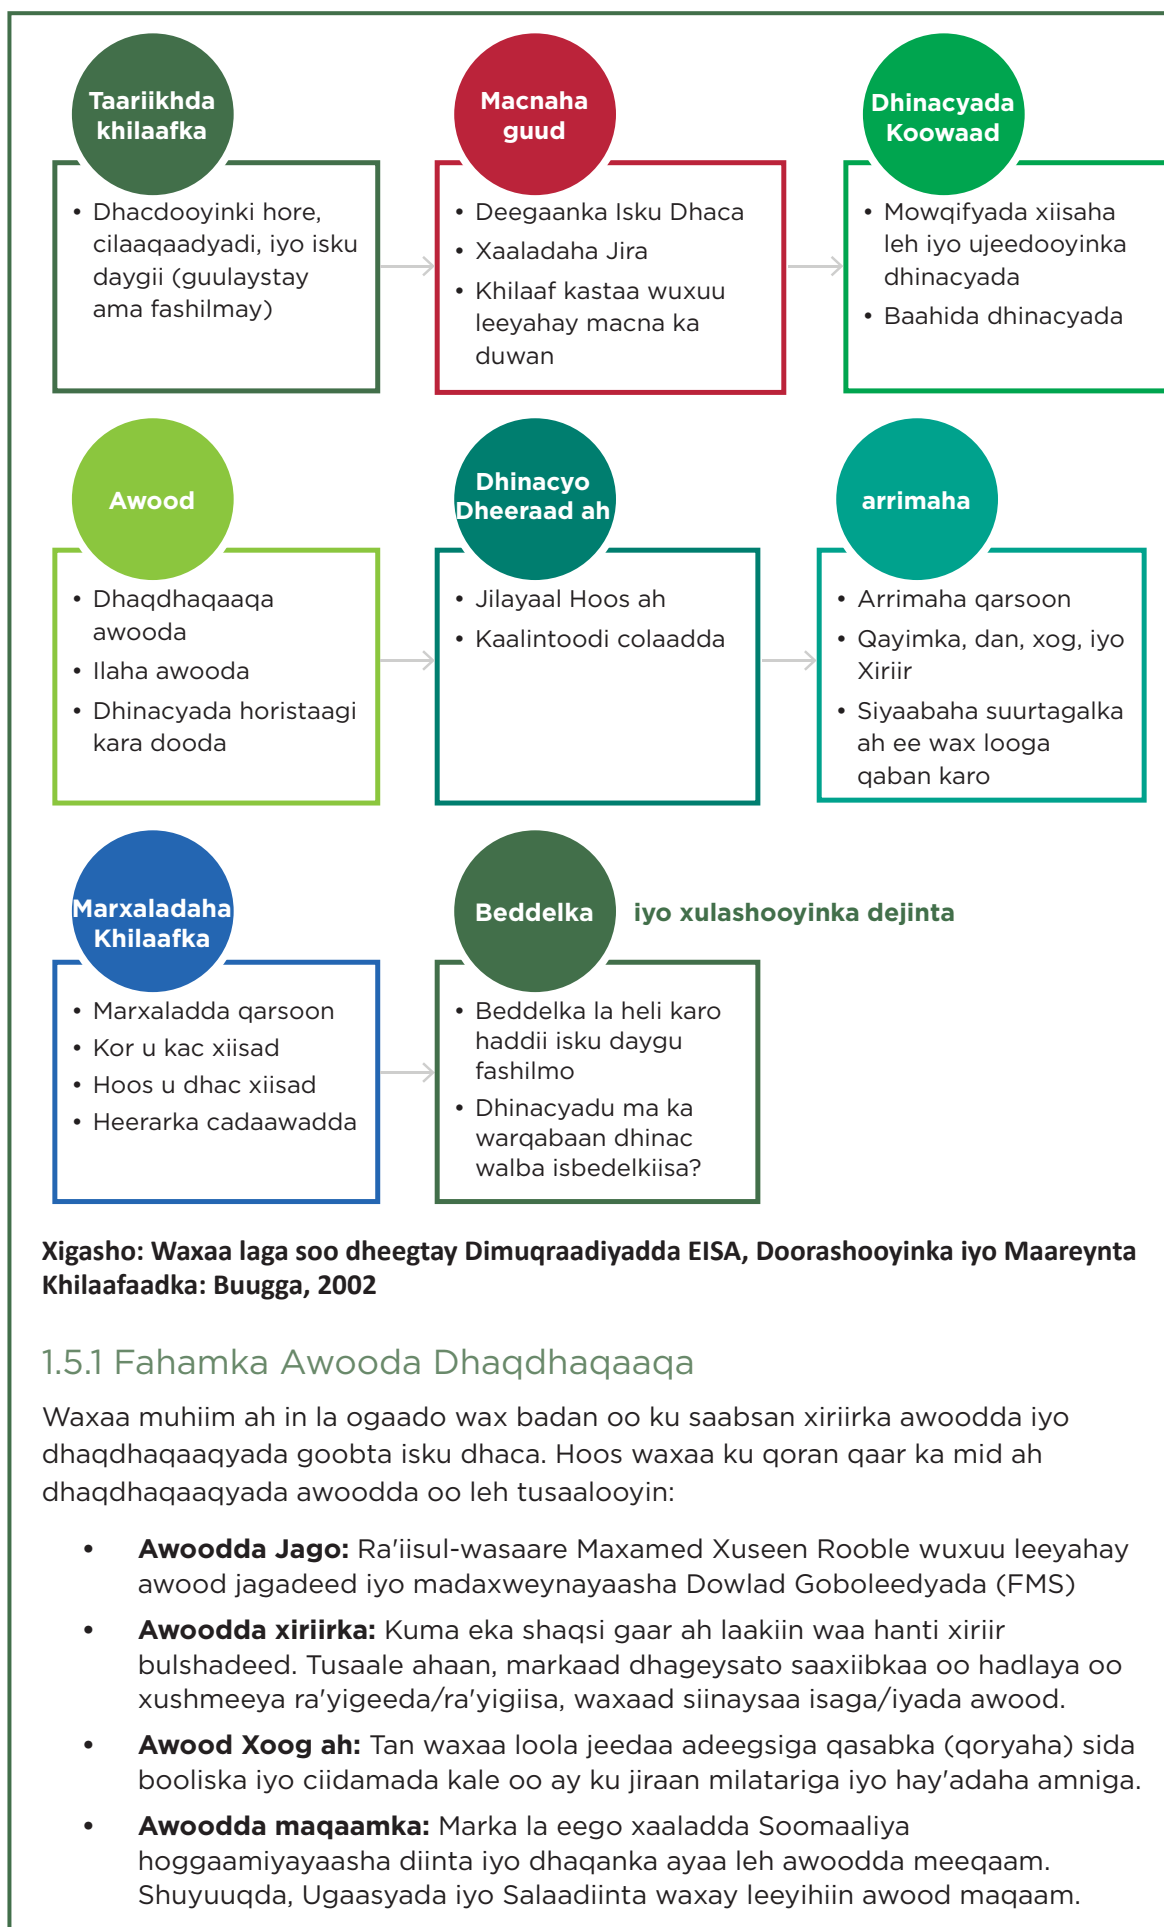 Taariikhda
khilaafka
• Dhacdooyinki hore,
cilaaqaadyadi, iyo isku
daygii (guulaystay
ama fashilmay)
Macnaha
guud
• Deegaanka Isku Dhaca
• Xaaladaha Jira
• Khilaaf kastaa wuxuu
leeyahay macna ka
duwan
Dhinacyada
Koowaad
• Mowqifyada xiisaha
leh iyo ujeedooyinka
dhinacyada
• Baahida dhinacyada
Awood
• Dhaqdhaqaaqa
awooda
• Ilaha awooda
• Dhinacyada horistaagi
kara dooda
Dhinacyo
Dheeraad ah
• Jilayaal Hoos ah
• Kaalintoodi colaadda
arrimaha
• Arrimaha qarsoon
• Qayimka, dan, xog, iyo
Xiriir
• Siyaabaha suurtagalka
ah ee wax looga
qaban karo
Marxaladaha
Khilaafka
• Marxaladda qarsoon
• Kor u kac xiisad
• Hoos u dhac xiisad
• Heerarka cadaawadda
Beddelka iyo xulashooyinka dejinta
• Beddelka la heli karo
haddii isku daygu
fashilmo
• Dhinacyadu ma ka
warqabaan dhinac
walba isbedelkiisa?
Xigasho: Waxaa laga soo dheegtay Dimuqraadiyadda EISA, Doorashooyinka iyo Maareynta
Khilaafaadka: Buugga, 2002
1.5.1 Fahamka Awooda Dhaqdhaqaaqa
Waxaa muhiim ah in la ogaado wax badan oo ku saabsan xiriirka awoodda iyo
dhaqdhaqaaqyada goobta isku dhaca. Hoos waxaa ku qoran qaar ka mid ah
dhaqdhaqaaqyada awoodda oo leh tusaalooyin:
• Awoodda Jago: Ra'iisul-wasaare Maxamed Xuseen Rooble wuxuu leeyahay
awood jagadeed iyo madaxweynayaasha Dowlad Goboleedyada (FMS)
• Awoodda xiriirka: Kuma eka shaqsi gaar ah laakiin waa hanti xiriir
bulshadeed. Tusaale ahaan, markaad dhageysato saaxiibkaa oo hadlaya oo
xushmeeya ra'yigeeda/ra'yigiisa, waxaad siinaysaa isaga/iyada awood.
• Awood Xoog ah: Tan waxaa loola jeedaa adeegsiga qasabka (qoryaha) sida
booliska iyo ciidamada kale oo ay ku jiraan milatariga iyo hay'adaha amniga.
• Awoodda maqaamka: Marka la eego xaaladda Soomaaliya
hoggaamiyayaasha diinta iyo dhaqanka ayaa leh awoodda meeqaam.
Shuyuuqda, Ugaasyada iyo Salaadiinta waxay leeyihiin awood maqaam.